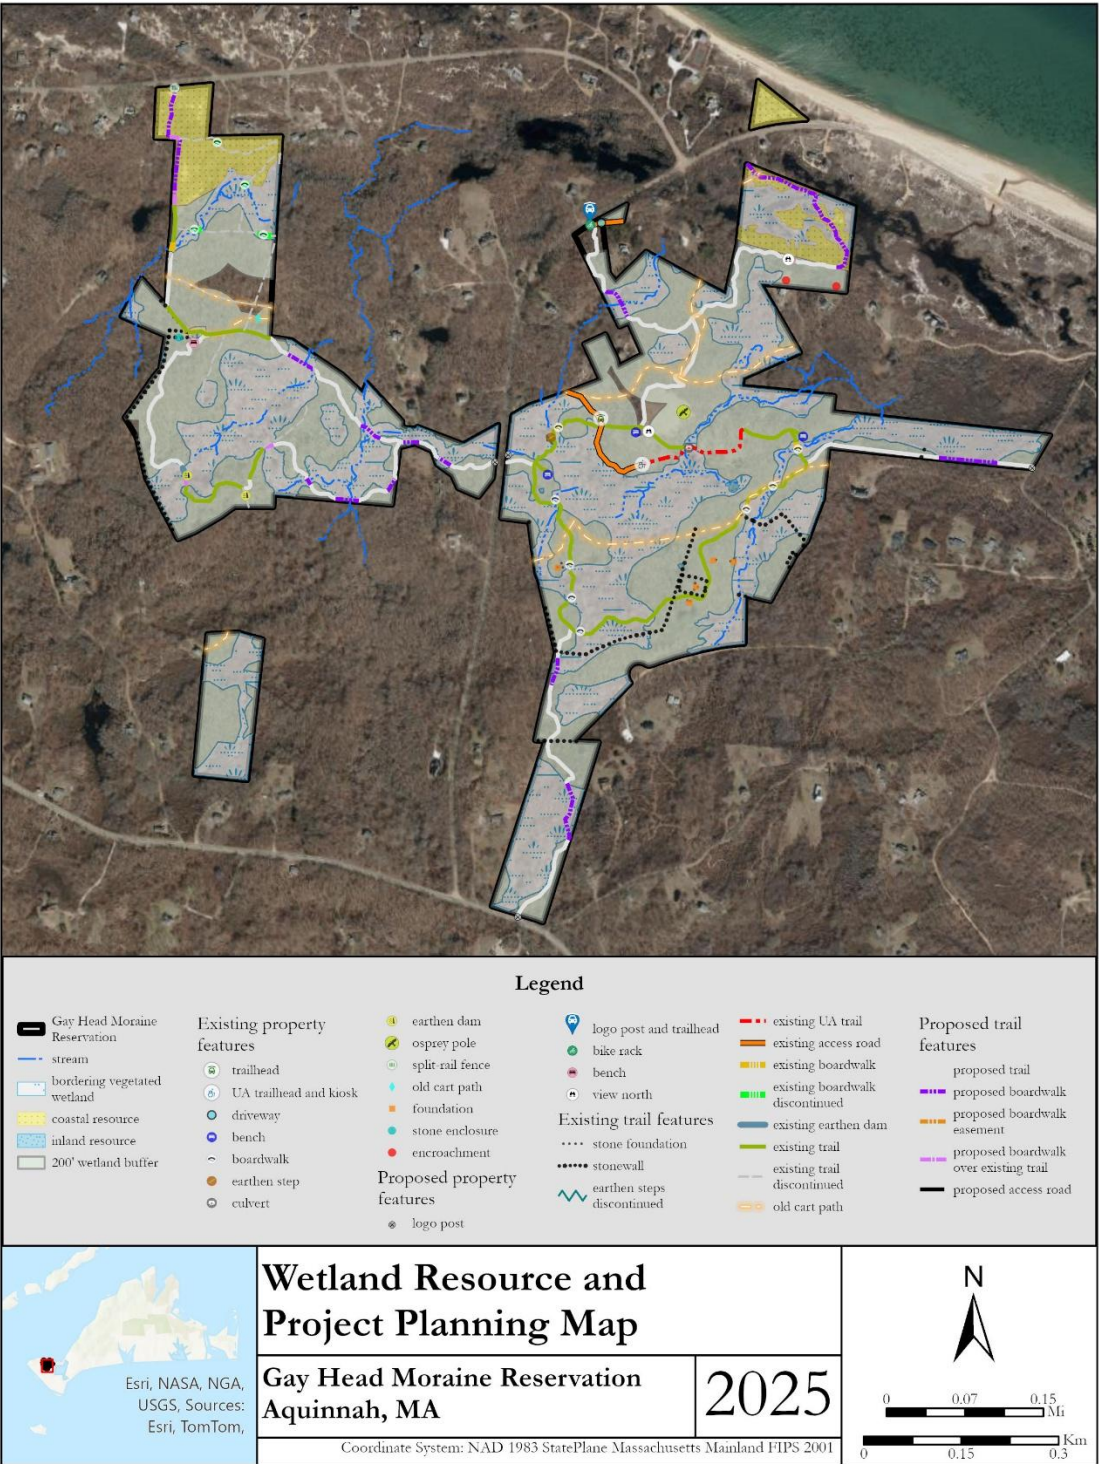 Legend
Gay Head Moraine
Reservation
stream
bordering vegetated
wetland
coastal resource
inland resource
200' wetland buffer
Existing property
features
trailhead
UA trailhead and kiosk
driveway
bench
boardwalk
earthen step
culvert
earthen dam
osprey pole
split-rail fence
old cart path
foundation
stone enclosure
encroachment
Proposed property
features
logo post
logo post and trailhead
bike rack
bench
view north
Existing trail features
stone foundation
stonewall
earthen steps
discontinued
existing UA trail
existing access road
existing boardwalk
existing boardwalk
discontinued
existing earthen dam
existing trail
existing trail
discontinued
old cart path
Proposed trail
features
proposed trail
proposed boardwalk
proposed boardwalk
easement
proposed boardwalk
over existing trail
proposed access road
Esri, NASA, NGA,
USGS, Sources:
Esri, TomTom,
Wetland Resource and
Project Planning Map
Gay Head Moraine Reservation
Aquinnah, MA
2025
Coordinate System: NAD 1983 StatePlane Massachusetts Mainland FIPS 2001
N
0 0.07 0.15
Mi
Km
0 0.15 0.3